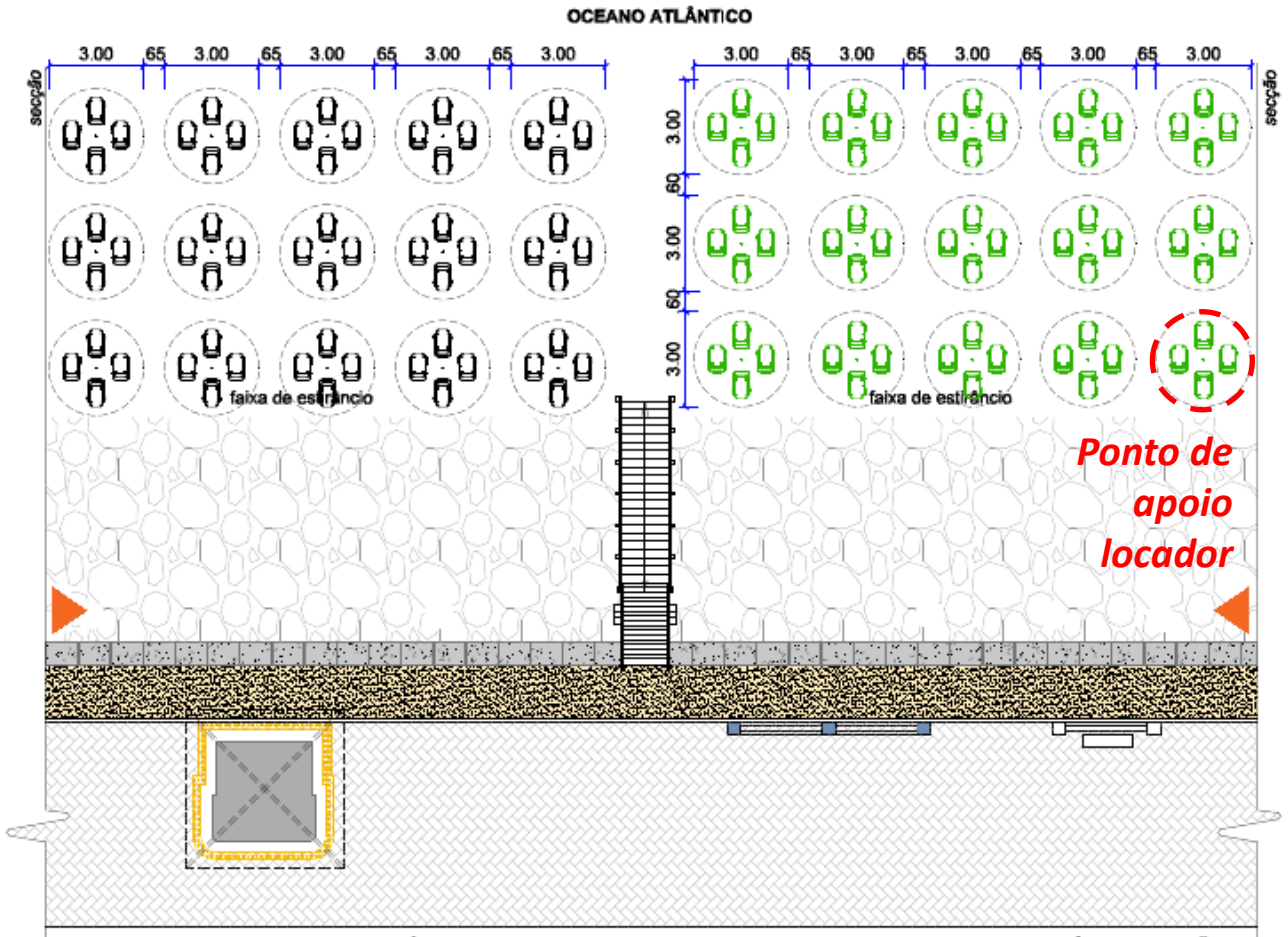 OCEANO ATLÂNTICO
3.00 65 3.00 65 3.00 65 3.00 65 3.00
3.00 65 3.00 65 3.00 65 3.00 65 3.00
secção
secção
3.00
60
3.00
60
3.00
faixa de estirâncio
faixa de estirâncio
Ponto de
apoio
locador